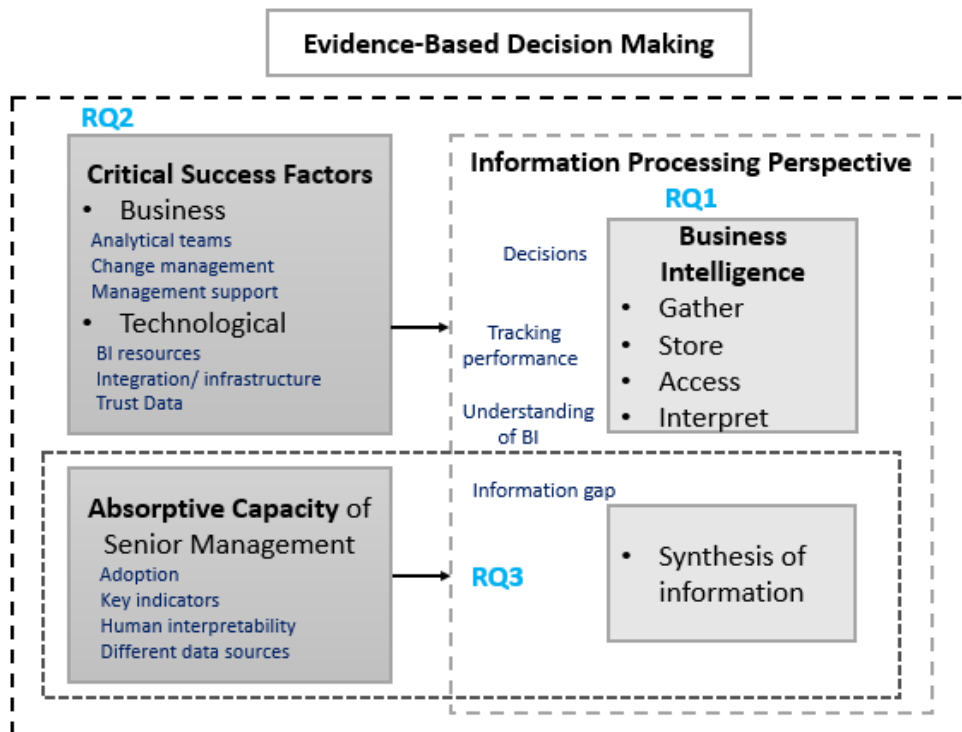 Evidence-Based Decision Making
RQ2
Critical Success Factors
• Business
Analytical teams
Change management
Management support
• Technological
BI resources
Integration/ infrastructure
Trust Data
Information Processing Perspective
RQ1
Decisions
Tracking
performance
Understanding
of BI
Business
Intelligence
• Gather
• Store
• Access
• Interpret
Absorptive Capacity of
Senior Management
Adoption
Key indicators
Human interpretability
Different data sources
Information gap
RQ3
• Synthesis of
information